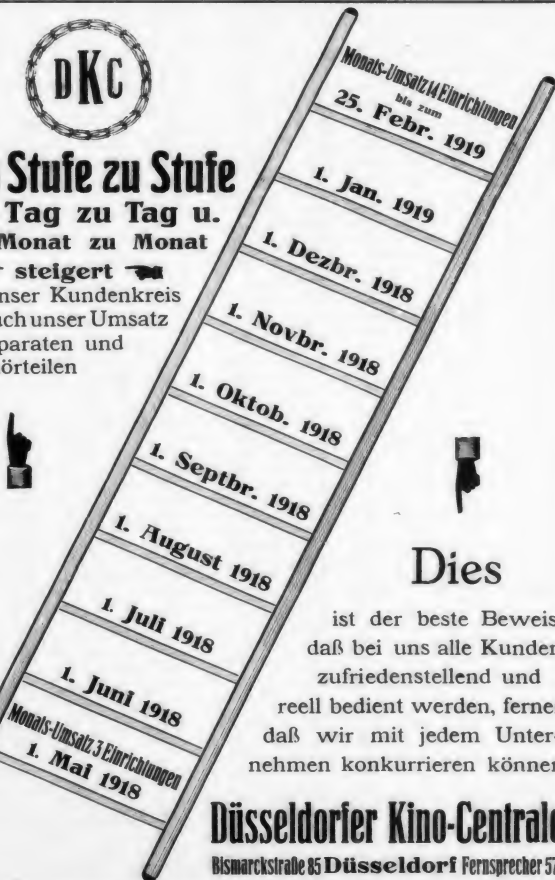 DKC
Stufe zu Stufe
Tag zu Tag u.
Monat zu Monat
steigert
unser Kundenkreis
auch unser Umsatz
paraten und
örteilen
Monats-Umsatz 14 Einrichtungen
bis zum
25. Febr. 1919
1. Jan. 1919
1. Dezbr. 1918
1. Novbr. 1918
1. Oktob. 1918
1. Septbr. 1918
1. August 1918
1. Juli 1918
1. Juni 1918
Monats-Umsatz 3 Einrichtungen
1. Mai 1918
Dies
ist der beste Beweis
daß bei uns alle Kunden
zufriedenstellend und
reell bedient werden, ferner
daß wir mit jedem Unter-
nehmen konkurrieren können
Düsseldorfer Kino-Centrale
Bismarckstraße 85 Düsseldorf Fernsprecher 57